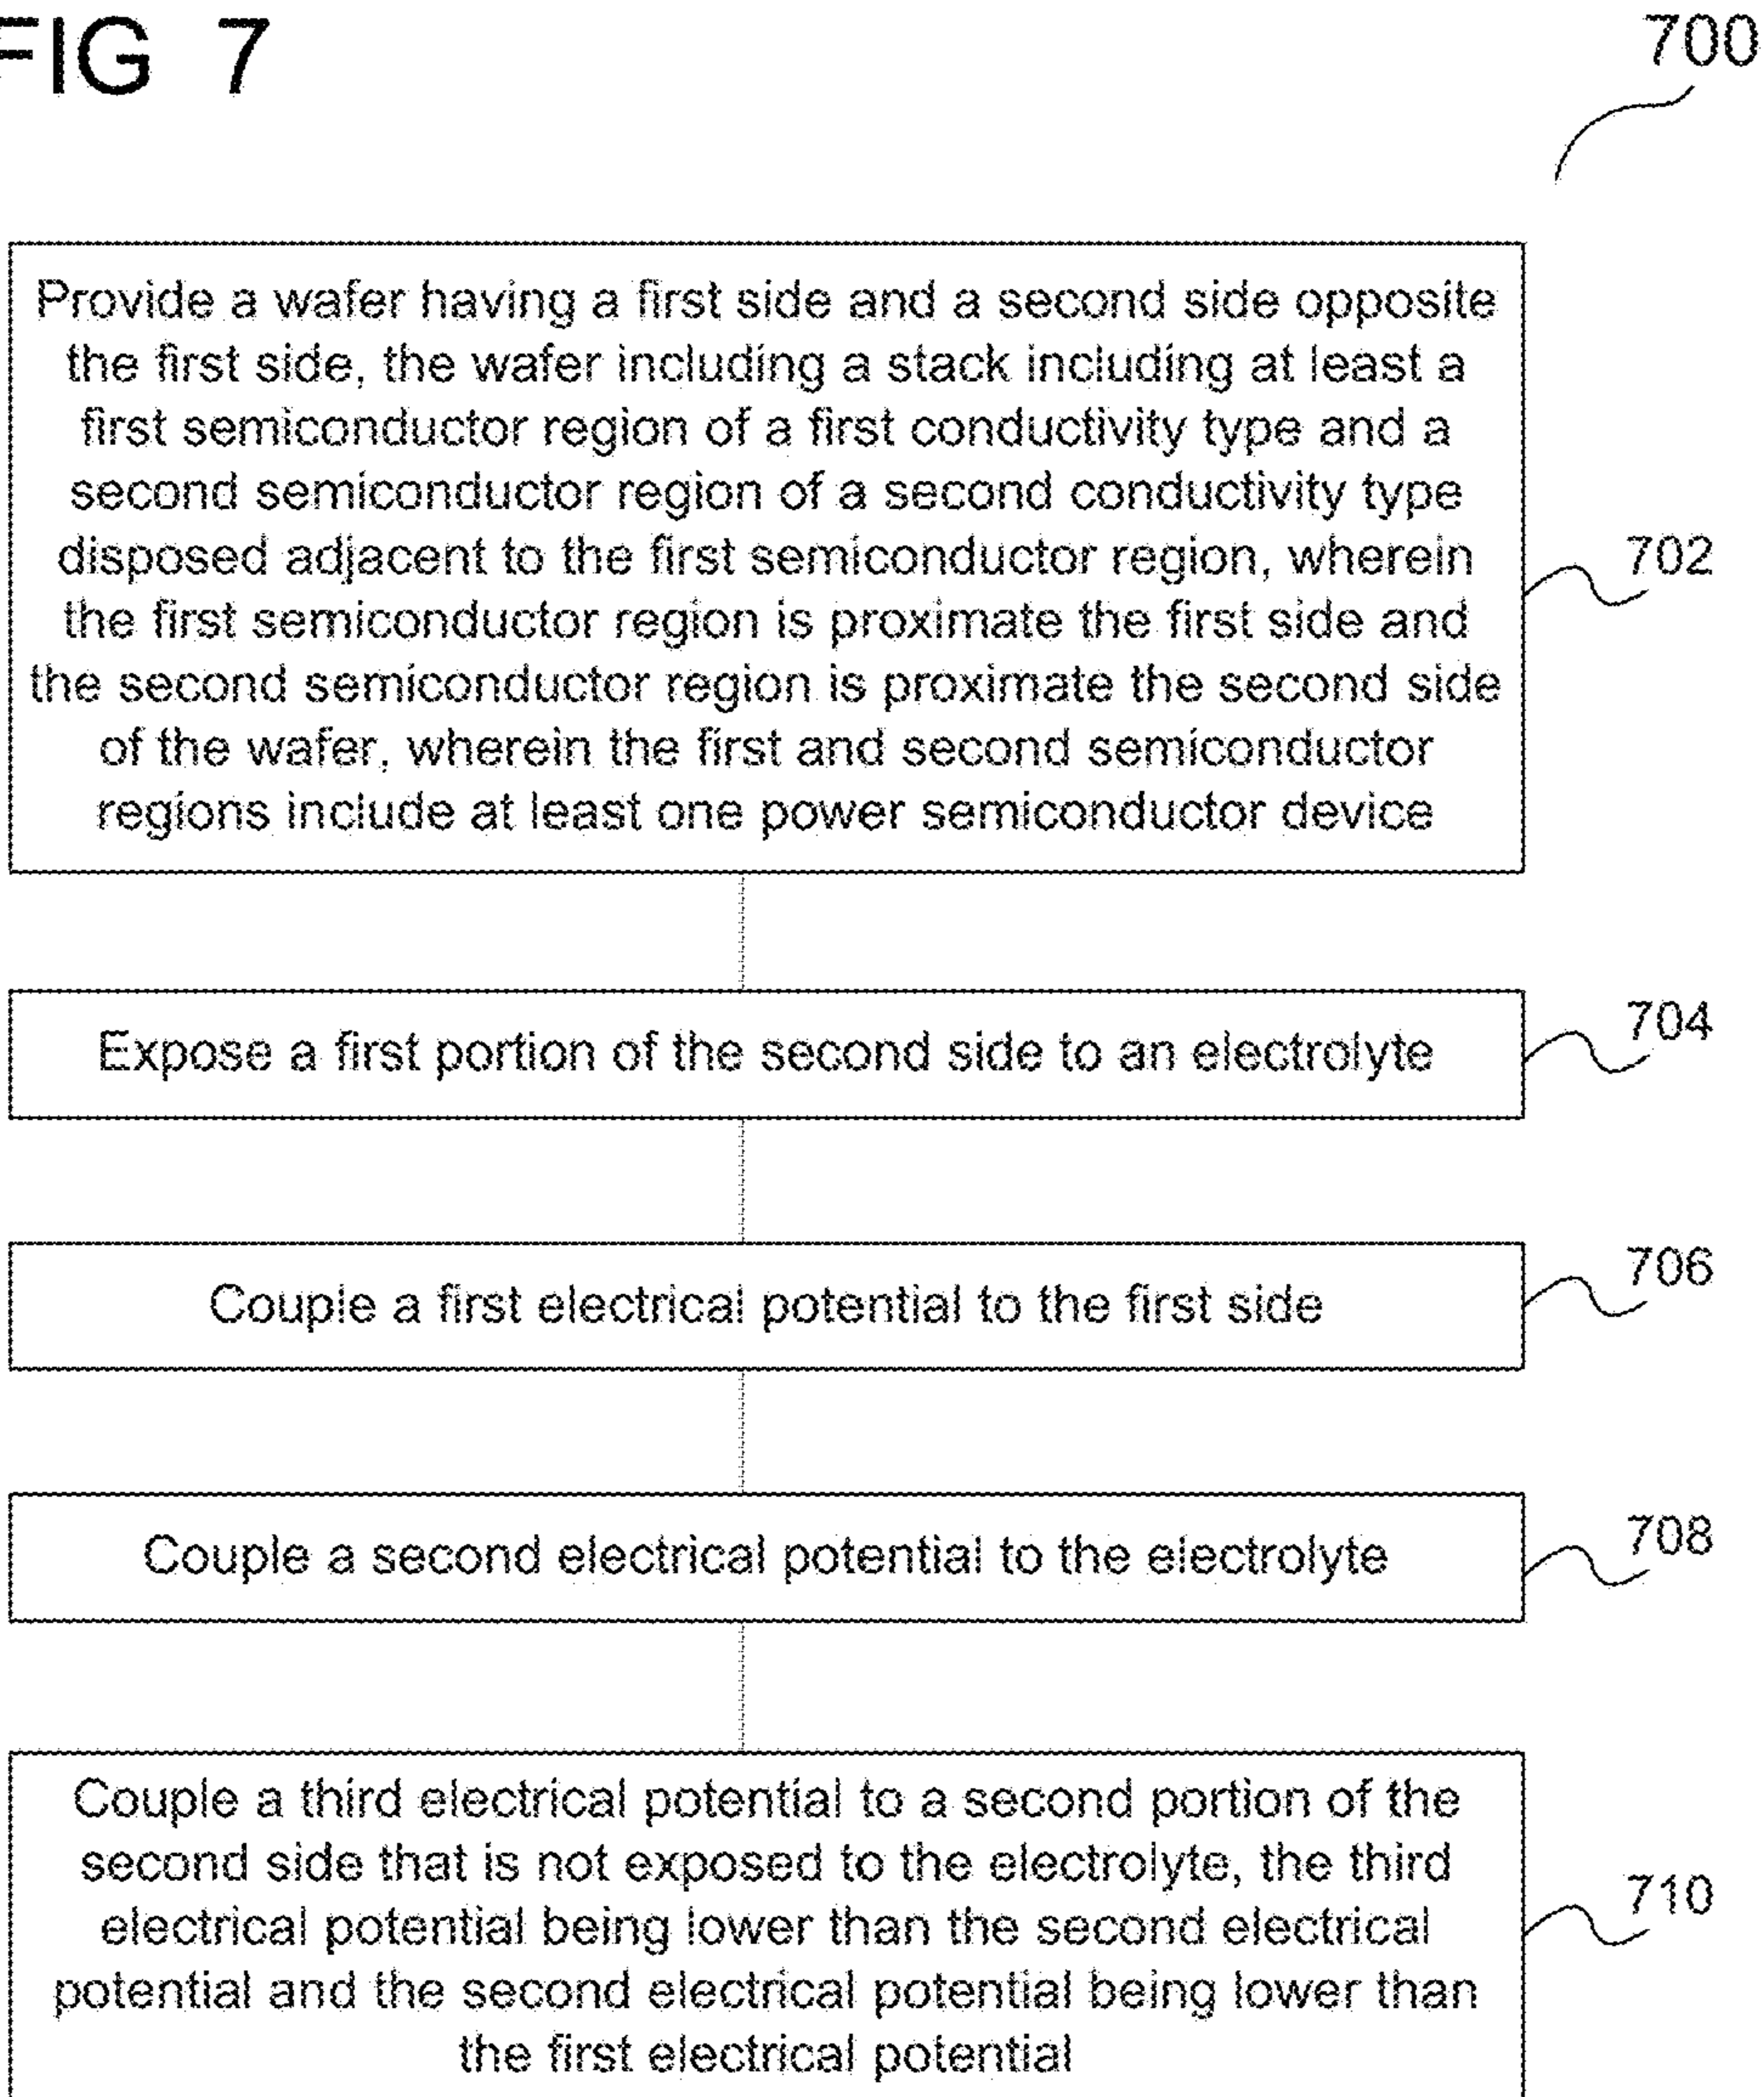 FIG 7
700
Provide a wafer having a first side and a second side opposite
the first side, the wafer including a stack including at least a
first semiconductor region of a first conductivity type and a
second semiconductor region of a second conductivity type
disposed adjacent to the first semiconductor region, wherein
the first semiconductor region is proximate the first side and
the second semiconductor region is proximate the second side
of the wafer, wherein the first and second semiconductor
regions include at least one power semiconductor device
702
Expose a first portion of the second side to an electrolyte
704
Couple a first electrical potential to the first side
706
Couple a second electrical potential to the electrolyte
708
Couple a third electrical potential to a second portion of the
second side that is not exposed to the electrolyte, the third
electrical potential being lower than the second electrical
potential and the second electrical potential being lower than
the first electrical potential
710